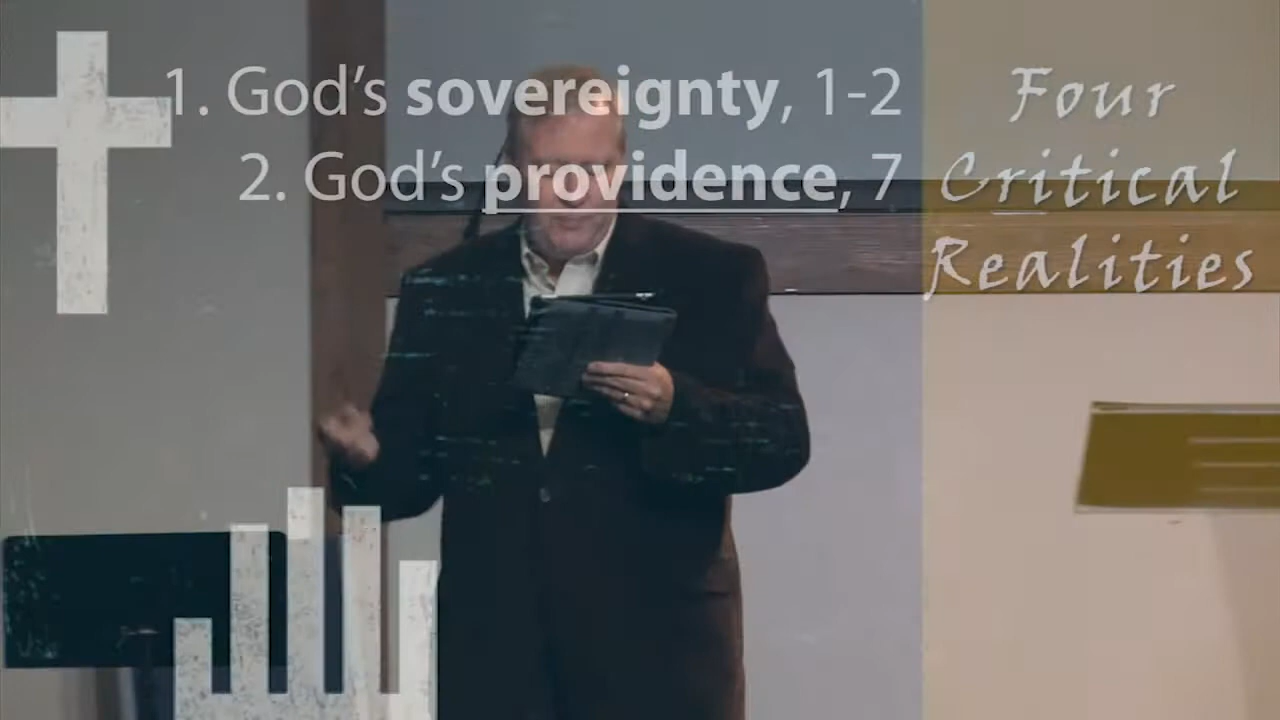 1. God's sovereignty, 1-2
2. God's providence, 7
Four
Critical
Realities